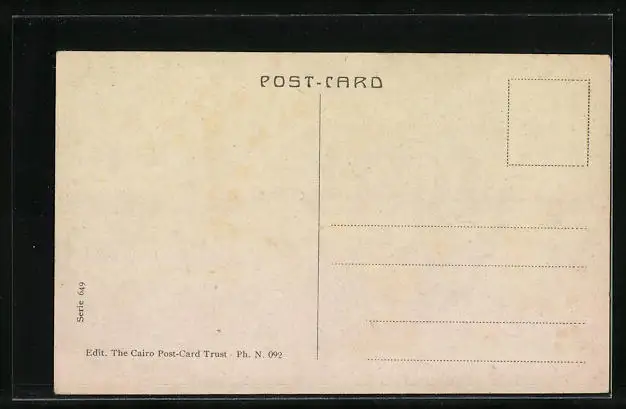 POST-CARD
Serie 649
Edit. The Cairo Post-Card Trust - Ph. N. 092